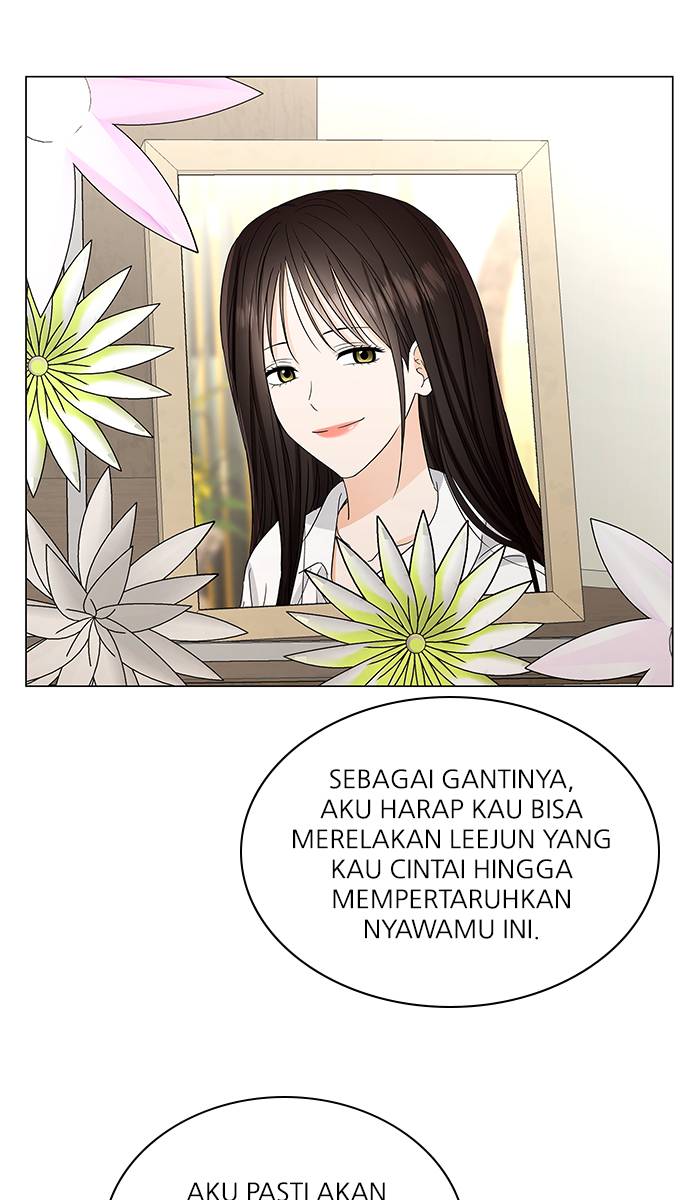 SEBAGAI GANTINYA,
AKU HARAP KAU BISA
MERELAKAN LEEJUN YANG
KAU CINTAI HINGGA
MEMPERTARUHKAN
NYAWAMU INI.
AKU PASTI AKAN